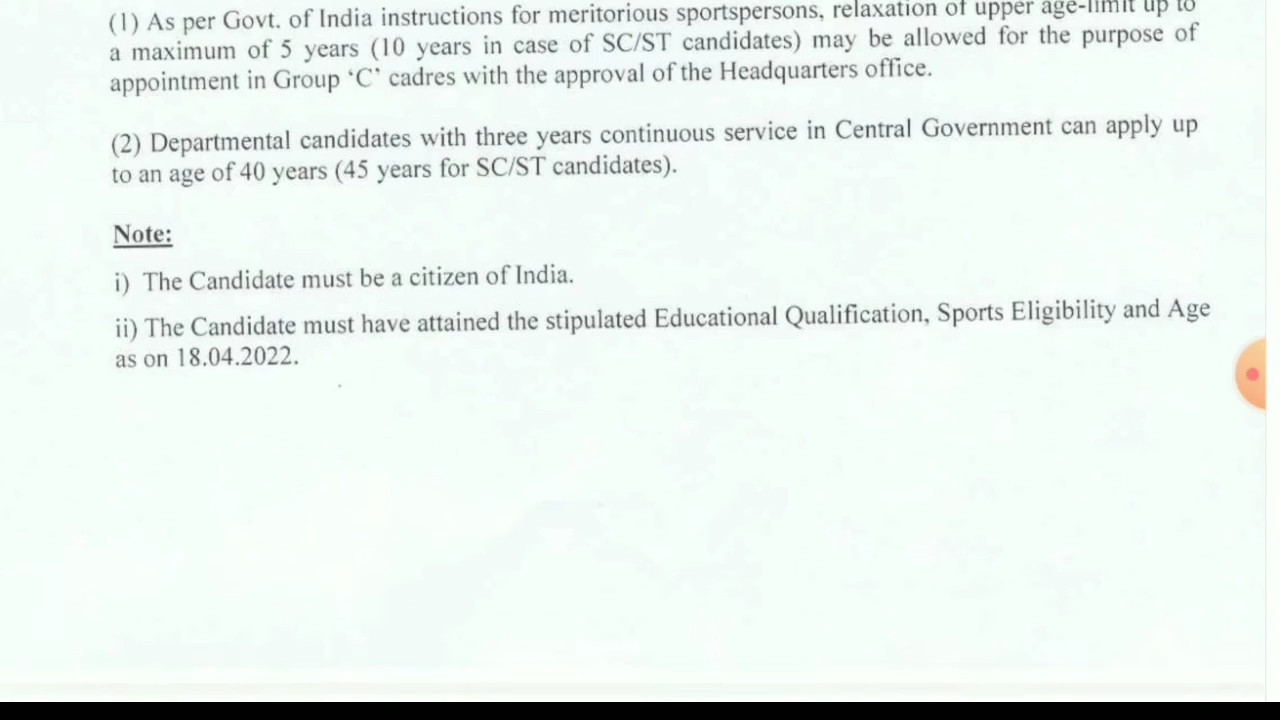 (1) As per Govt. of India instructions for meritorious sportspersons, relaxation of upper age-limit up to
a maximum of 5 years (10 years in case of SC/ST candidates) may be allowed for the purpose of
appointment in Group ‘C’ cadres with the approval of the Headquarters office.
(2) Departmental candidates with three years continuous service in Central Government can apply up
to an age of 40 years (45 years for SC/ST candidates).
Note:
i) The Candidate must be a citizen of India.
ii) The Candidate must have attained the stipulated Educational Qualification, Sports Eligibility and Age
as on 18.04.2022.